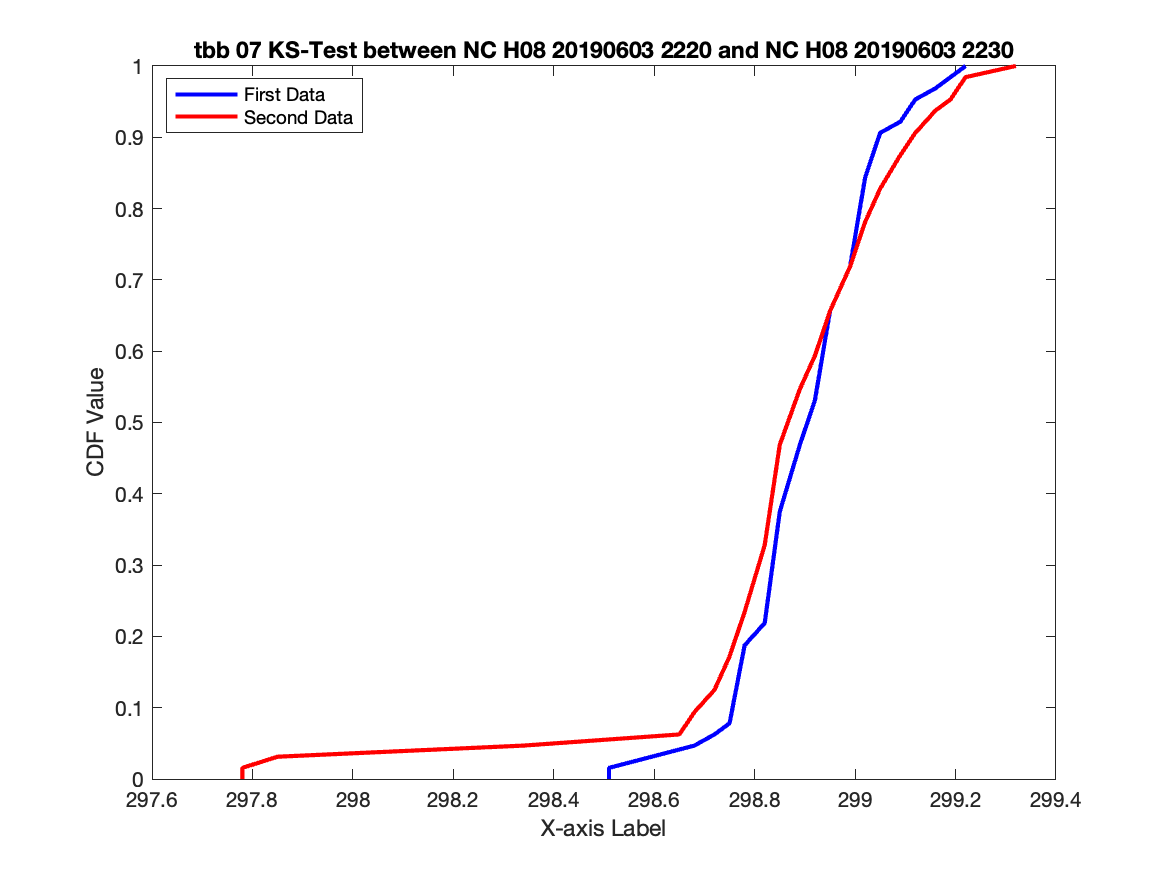 tbb 07 KS-Test between NC H08 20190603 2220 and NC H08 20190603 2230
First Data
Second Data
1
0.9
0.8
0.7
0.6
0.5
0.4
0.3
0.2
0.1
0
CDF Value
297.6 297.8 298 298.2 298.4 298.6 298.8 299 299.2 299.4
X-axis Label